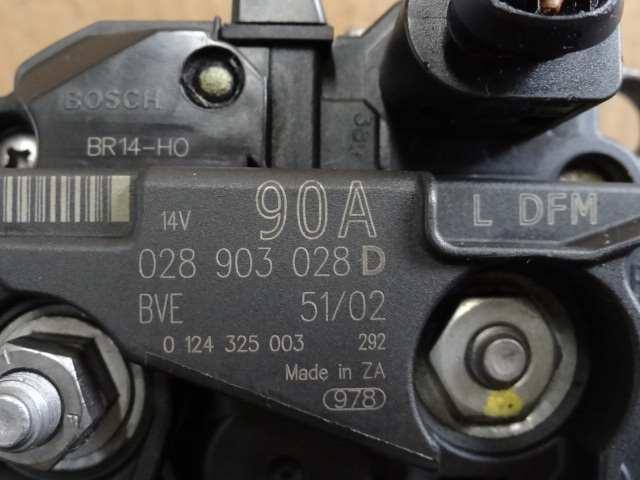 BOSCH
BR14-HO
14V 90A L DFM
028 903 028 D
BVE 51/02
0 124 325 003 292
Made in ZA
978